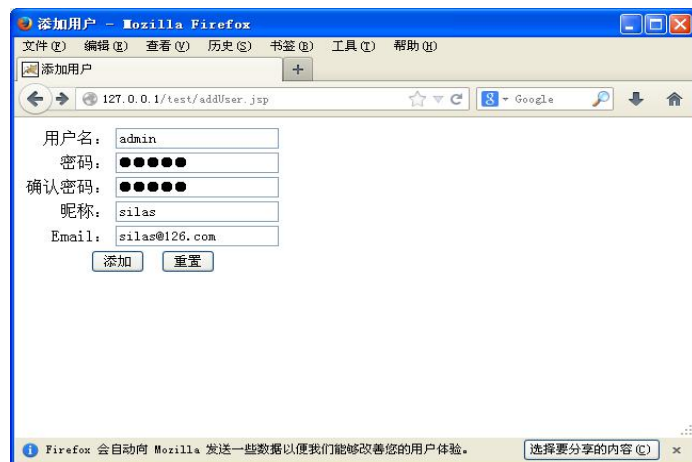 添加用户 - Mozilla Firefox
文件(F) 编辑(E) 查看(V) 历史(S) 书签(B) 工具(T) 帮助(H)
添加用户 +
127.0.0.1/test/addUser.jsp 8 Google
用户名: admin
密码: ●●●●●
确认密码: ●●●●●
昵称: silas
Email: silas@126.com
添加 重置
Firefox 会自动向 Mozilla 发送一些数据以便我们能够改善您的用户体验。 选择要分享的内容(C) ×